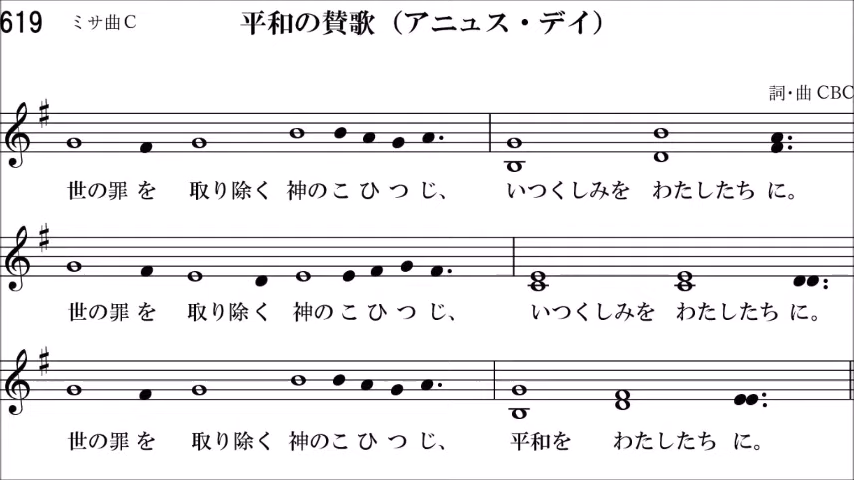 619 ミサ曲C 平和の賛歌（アニュス・デイ）
詞・曲 CBC
世の罪を 取り除く 神のこひつじ、 いつくしみを わたしたち に。
世の罪を 取り除く 神のこひつじ、 いつくしみを わたしたち に。
世の罪を 取り除く 神のこひつじ、 平和を わたしたち に。